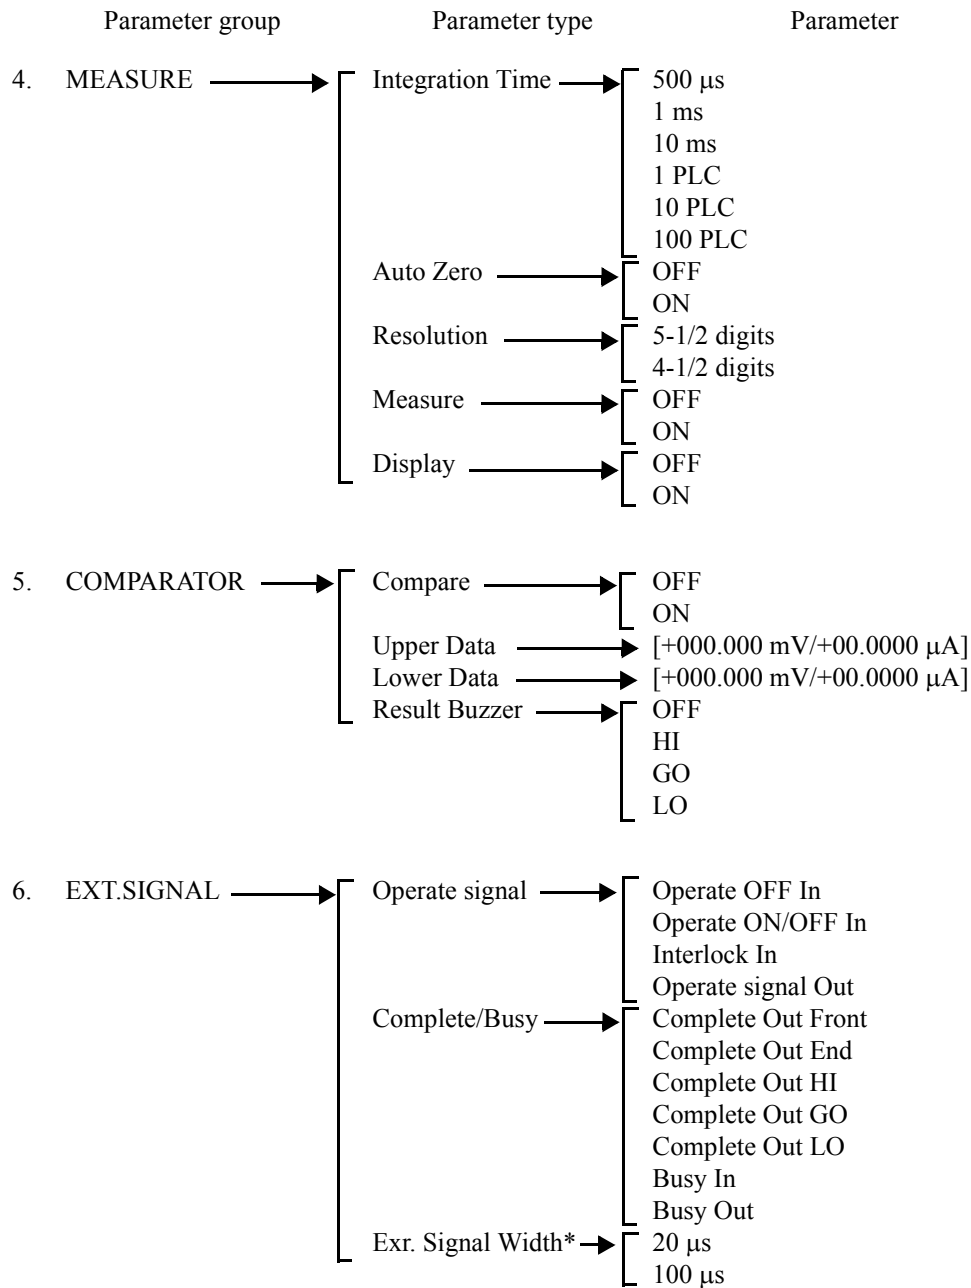 Parameter group Parameter type Parameter
4. MEASURE Integration Time 500 μs
1 ms
10 ms
1 PLC
10 PLC
100 PLC
Auto Zero OFF
ON
Resolution 5-1/2 digits
4-1/2 digits
Measure OFF
ON
Display OFF
ON
5. COMPARATOR Compare OFF
ON
Upper Data [+000.000 mV/+00.0000 μA]
Lower Data [+000.000 mV/+00.0000 μA]
Result Buzzer OFF
HI
GO
LO
6. EXT.SIGNAL Operate signal Operate OFF In
Operate ON/OFF In
Interlock In
Operate signal Out
Complete/Busy Complete Out Front
Complete Out End
Complete Out HI
Complete Out GO
Complete Out LO
Busy In
Busy Out
Exr. Signal Width* 20 μs
100 μs